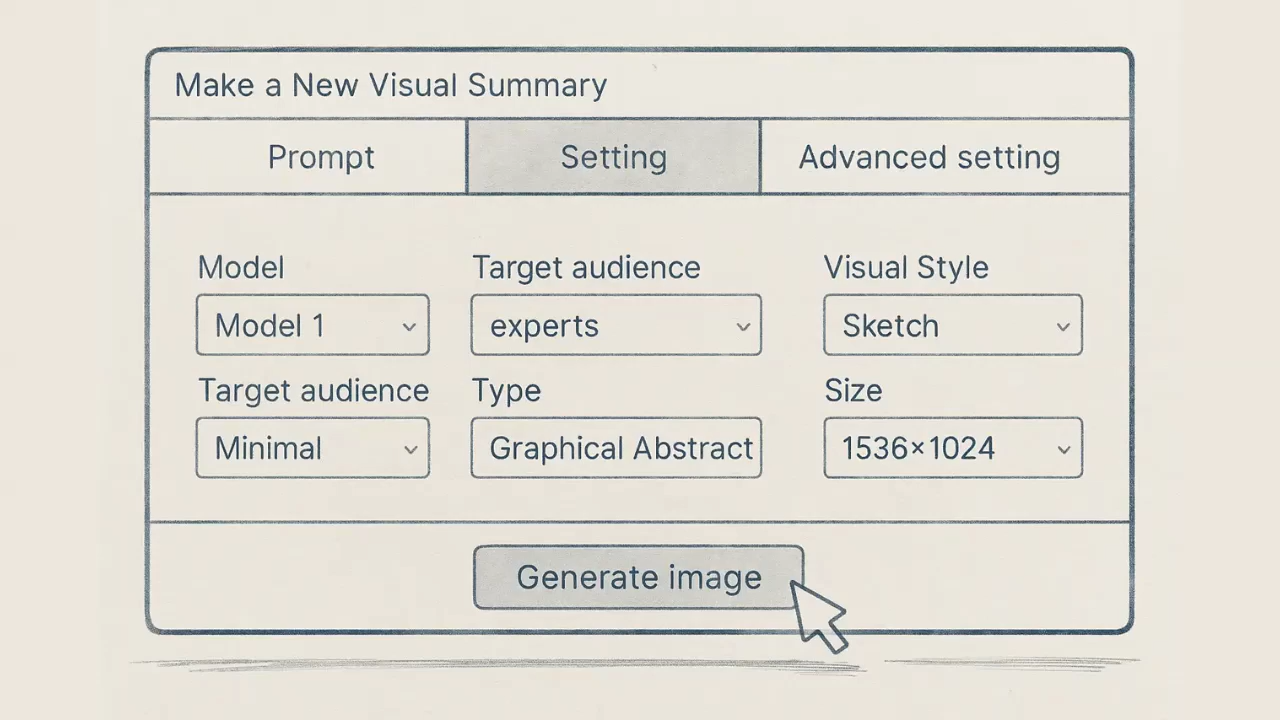 Make a New Visual Summary
Prompt Setting Advanced setting
Model Target audience Visual Style
Model 1 experts Sketch
Target audience Type Size
Minimal Graphical Abstract 1536×1024
Generate image